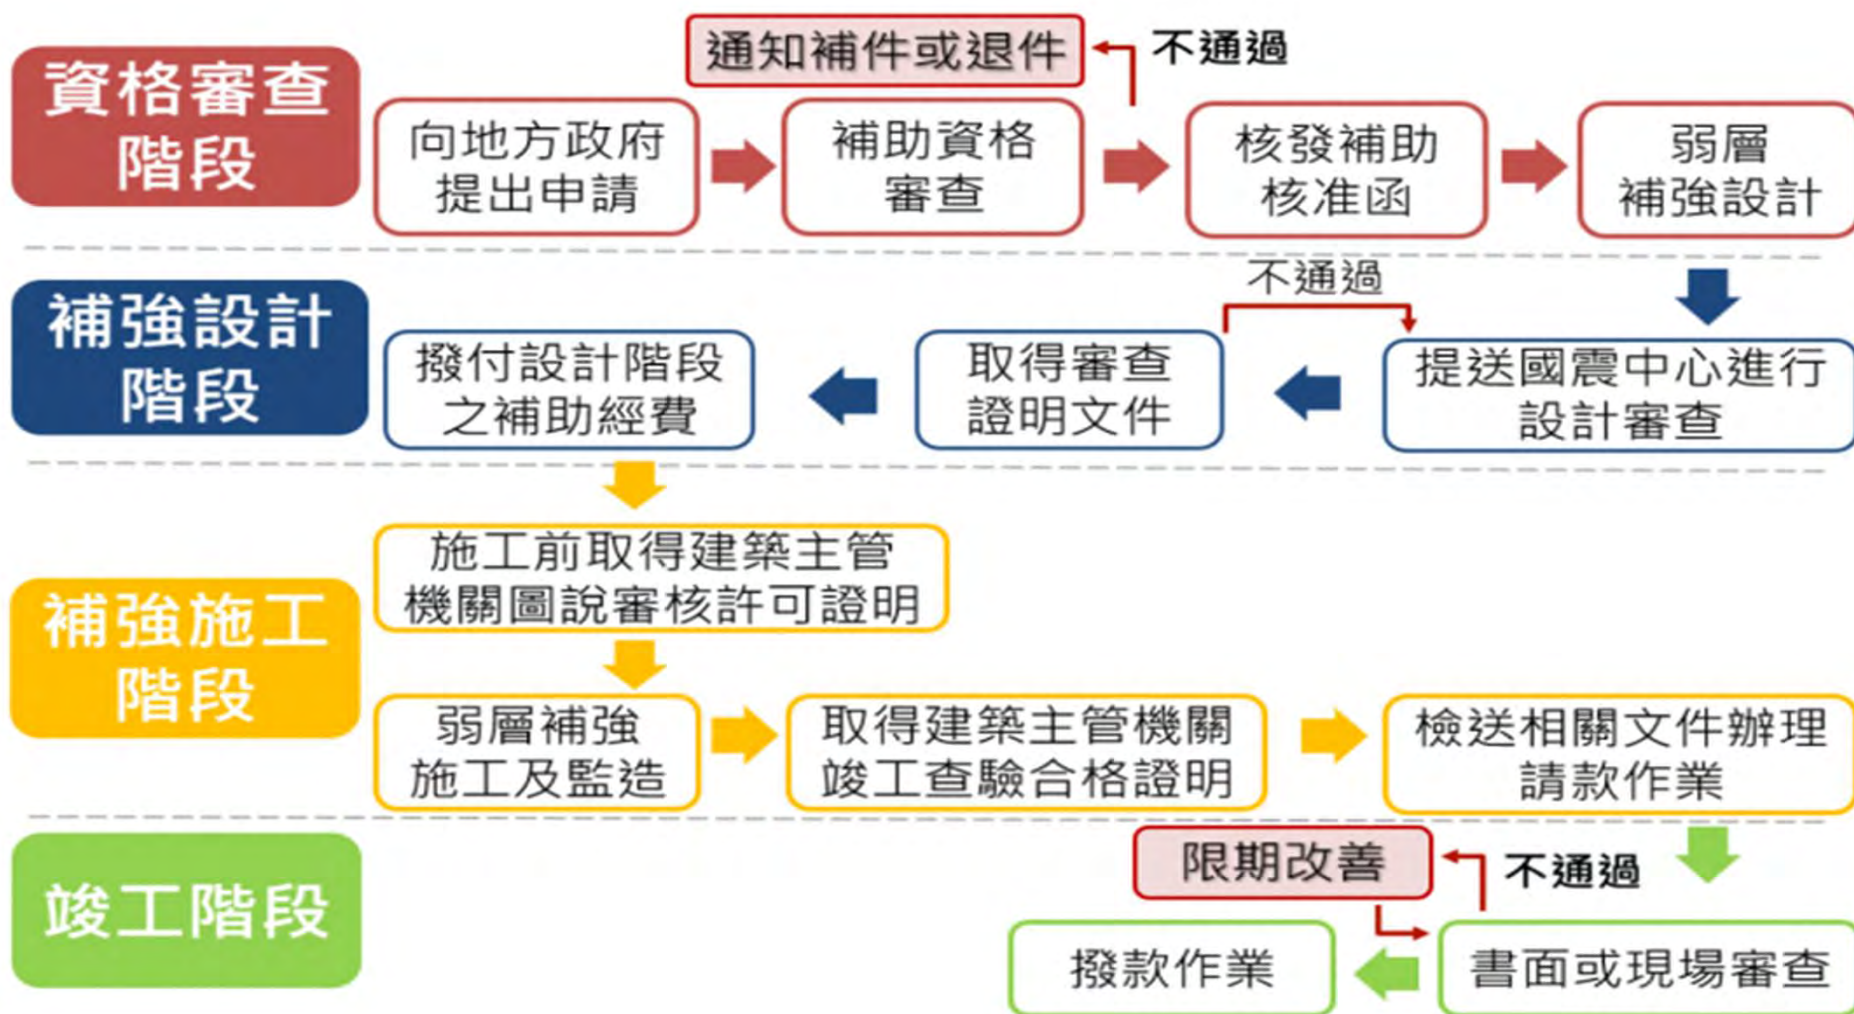 資格審查
階段
通知補件或退件
不通過
向地方政府
提出申請
補助資格
審查
核發補助
核准函
弱層
補強設計
補強設計
階段
不通過
撥付設計階段
之補助經費
取得審查
證明文件
提送國震中心進行
設計審查
補強施工
階段
施工前取得建築主管
機關圖說審核許可證明
弱層補強
施工及監造
取得建築主管機關
竣工查驗合格證明
檢送相關文件辦理
請款作業
竣工階段
限期改善
不通過
撥款作業
書面或現場審查